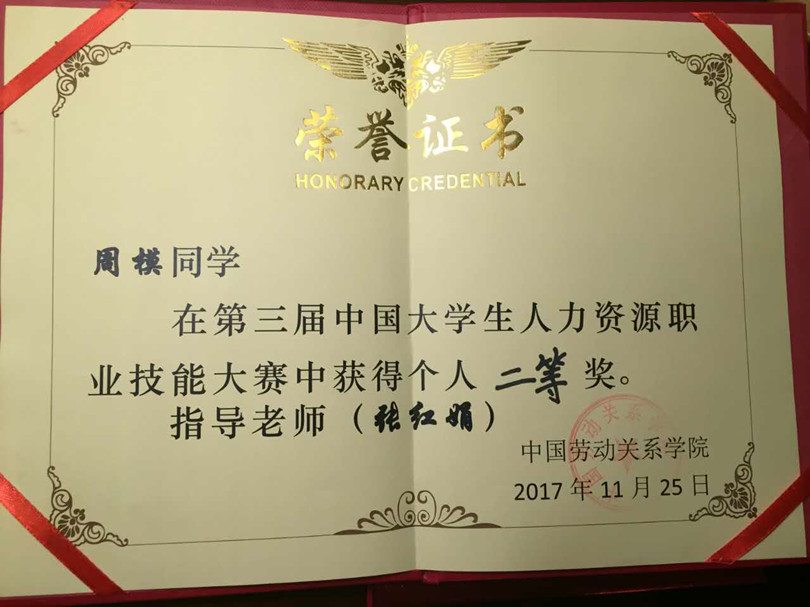 荣誉证书
HONORARY CREDENTIAL
周模同学
在第三届中国大学生人力资源职
业技能大赛中获得个人二等奖。
指导老师（张红娟）
中国劳动关系学院
2017年11月25日